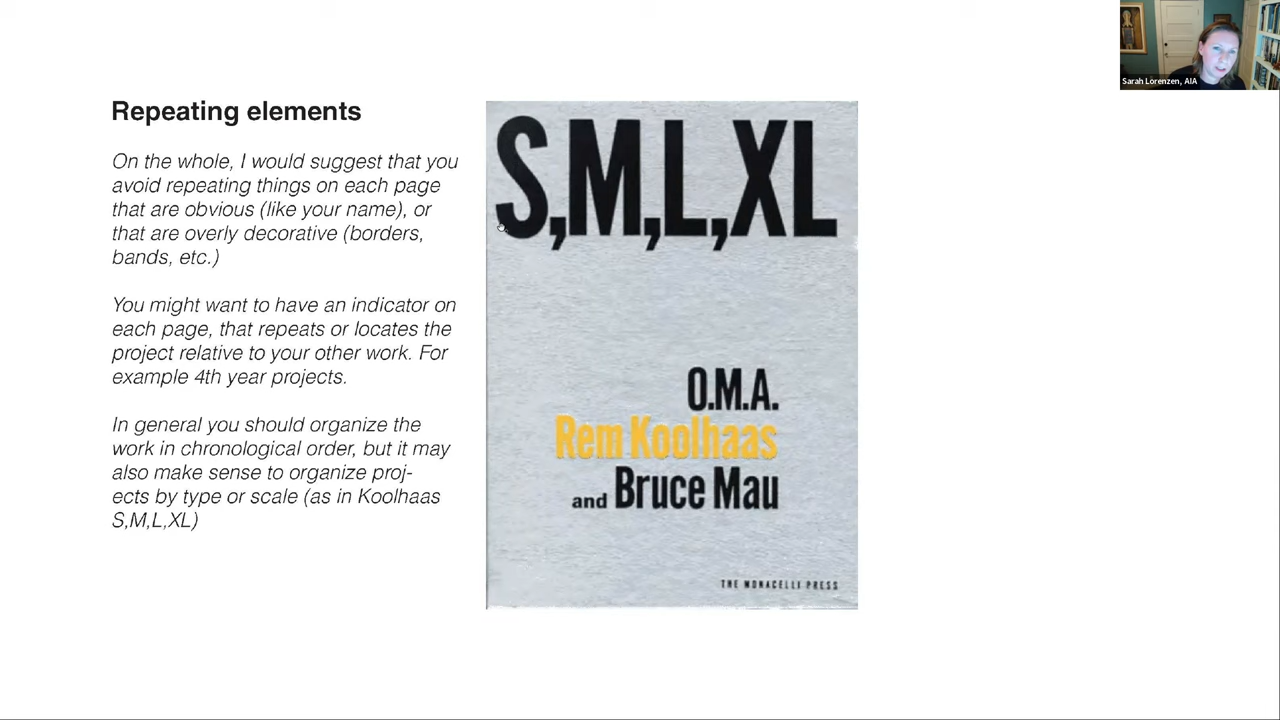 Sarah Lorenzen, AIA
Repeating elements
On the whole, I would suggest that you
avoid repeating things on each page
that are obvious (like your name), or
that are overly decorative (borders,
bands, etc.)
You might want to have an indicator on
each page, that repeats or locates the
project relative to your other work. For
example 4th year projects.
In general you should organize the
work in chronological order, but it may
also make sense to organize proj-
ects by type or scale (as in Koolhaas
S,M,L,XL)
S,M,L,XL
O.M.A.
Rem Koolhaas
and Bruce Mau
THE MONACELLI PRESS